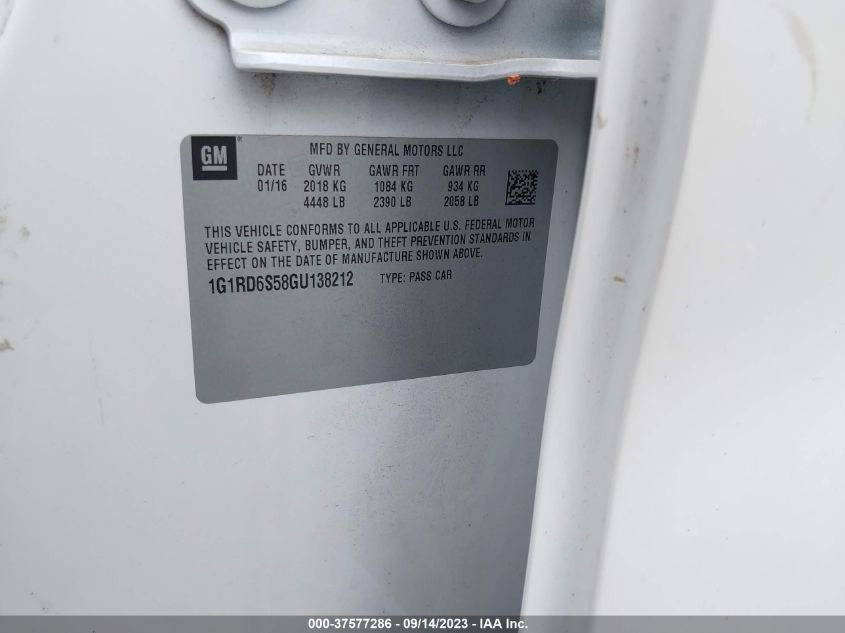 GM ®
MFD BY GENERAL MOTORS LLC
DATE GVWR GAWR FRT GAWR RR
01/16 2018 KG 1084 KG 934 KG
4448 LB 2390 LB 2058 LB
THIS VEHICLE CONFORMS TO ALL APPLICABLE U.S. FEDERAL MOTOR
VEHICLE SAFETY, BUMPER, AND THEFT PREVENTION STANDARDS IN
EFFECT ON THE DATE OF MANUFACTURE SHOWN ABOVE.
1G1RD6S58GU138212 TYPE: PASS CAR
000-37577286 - 09/14/2023 - © IAA Inc.